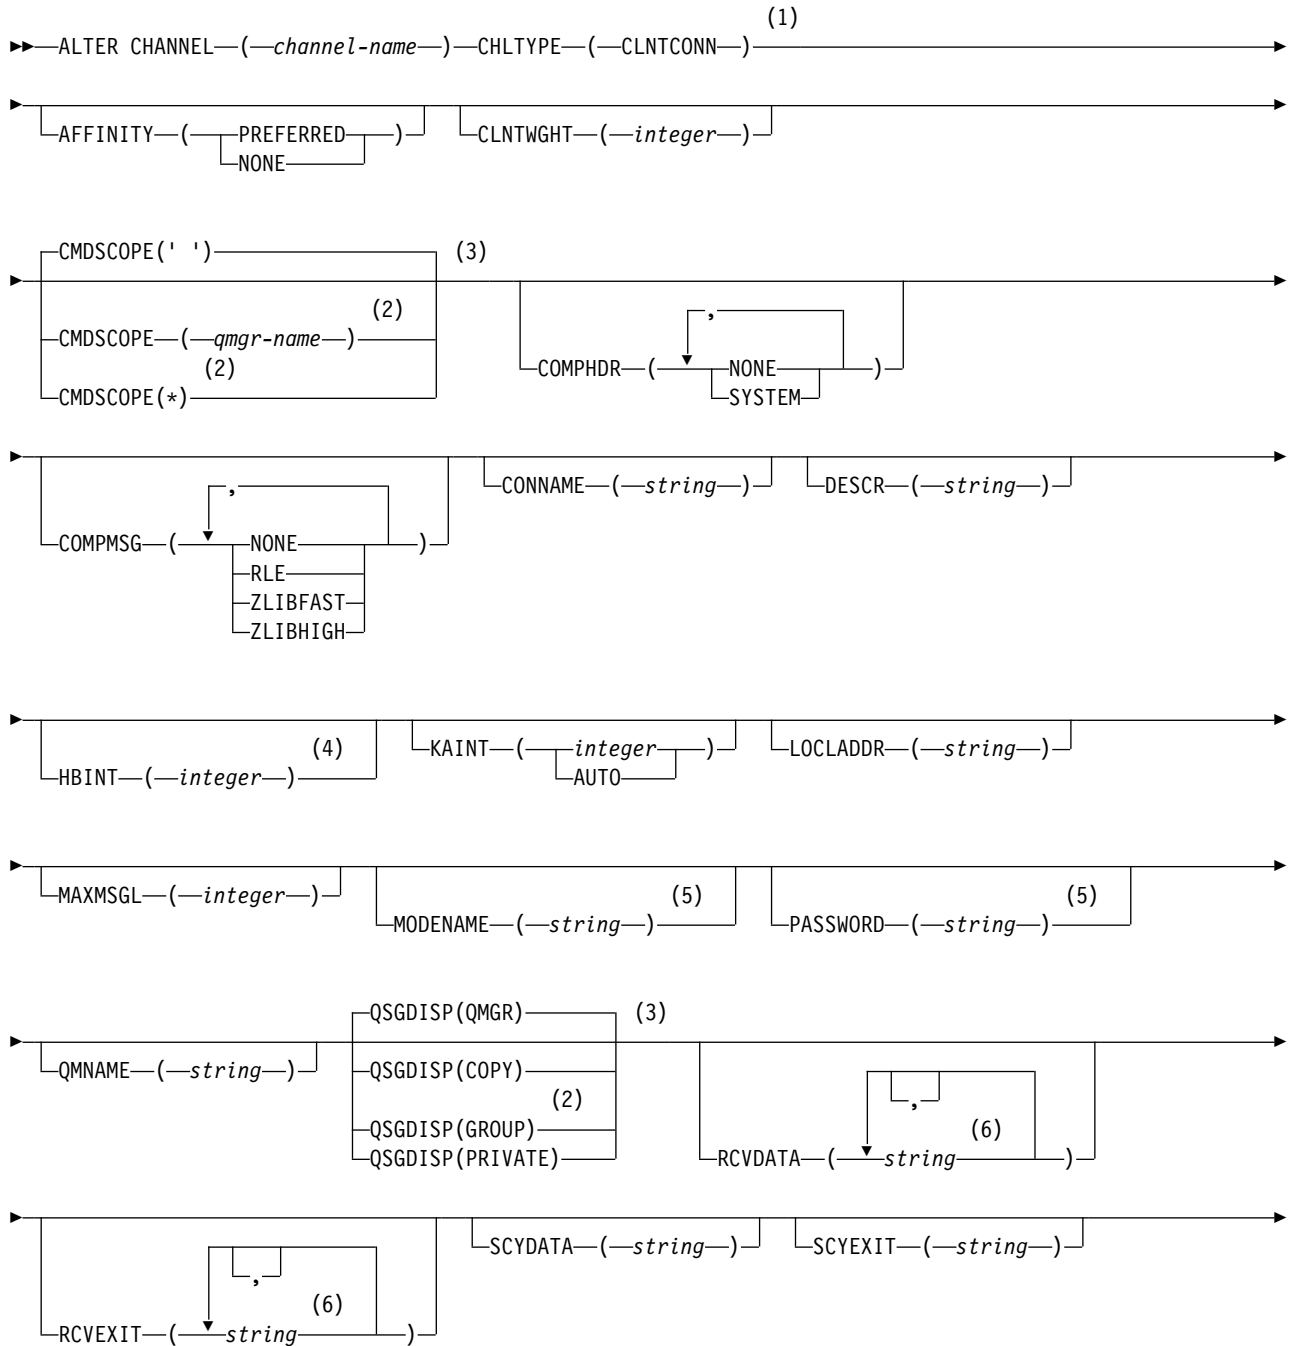 (1)
ALTER CHANNEL ( channel-name ) CHLTYPE ( CLNTCONN )
AFFINITY ( PREFERRED ) CLNTWGHT ( integer )
NONE
CMDSCOPE(' ') (3)
(2)
CMDSCOPE ( qmgr-name )
(2)
CMDSCOPE(*)
,
COMPHDR ( NONE )
SYSTEM
,
COMPMSG ( NONE )
RLE
ZLIBFAST
ZLIBHIGH
CONNAME ( string ) DESCR ( string )
(4)
HBINT ( integer )
KAINT ( integer )
AUTO
LOCLADDR ( string )
MAXMSGL ( integer )
(5)
MODENAME ( string )
(5)
PASSWORD ( string )
QMNAME ( string )
QSGDISP(QMGR) (3)
QSGDISP(COPY)
(2)
QSGDISP(GROUP)
QSGDISP(PRIVATE)
,
(6)
RCVDATA ( string )
,
(6)
RCVEXIT ( string )
SCYDATA ( string ) SCYEXIT ( string )